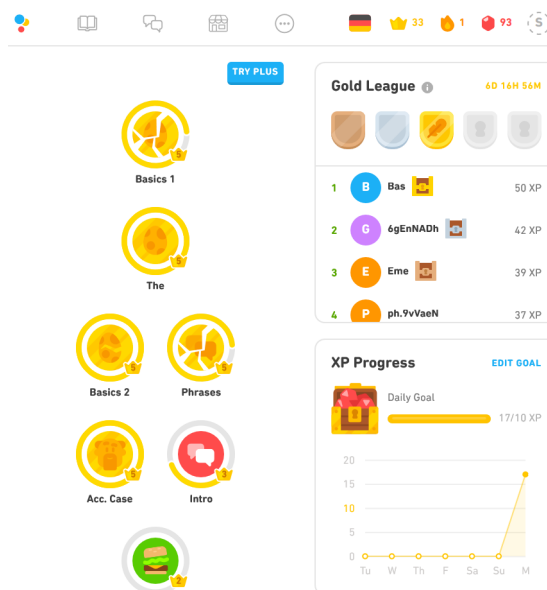 33
1
93
S
TRY PLUS
5
Basics 1
5
The
5
Basics 2
5
Phrases
5
Acc. Case
3
Intro
2
Gold League
6D 16H 56M
1 B Bas 50 XP
2 G 6gEnNADh 42 XP
3 E Eme 39 XP
4 P ph.9vVaeN 37 XP
XP Progress EDIT GOAL
Daily Goal
17/10 XP
20
15
10
5
0
Tu W Th F Sa Su M